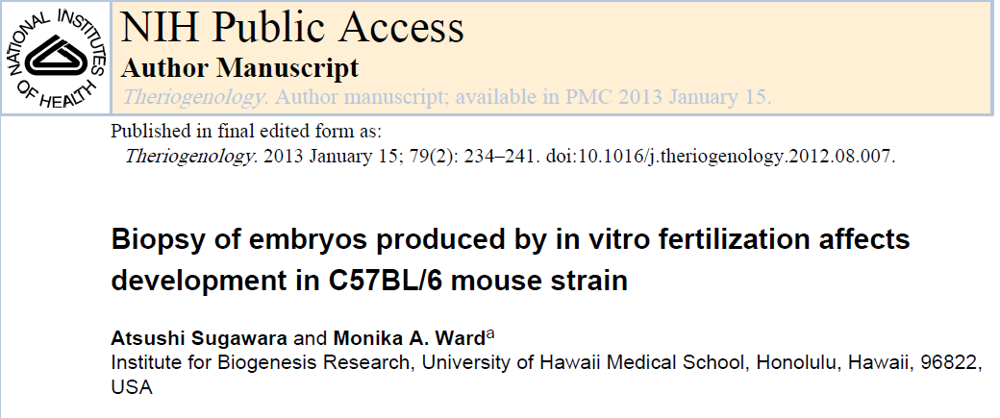 NATIONAL INSTITUTES OF HEALTH
NIH Public Access
Author Manuscript
Theriogenology. Author manuscript; available in PMC 2013 January 15.
Published in final edited form as:
Theriogenology. 2013 January 15; 79(2): 234–241. doi:10.1016/j.theriogenology.2012.08.007.
Biopsy of embryos produced by in vitro fertilization affects
development in C57BL/6 mouse strain
Atsushi Sugawara and Monika A. Wardᵃ
Institute for Biogenesis Research, University of Hawaii Medical School, Honolulu, Hawaii, 96822,
USA